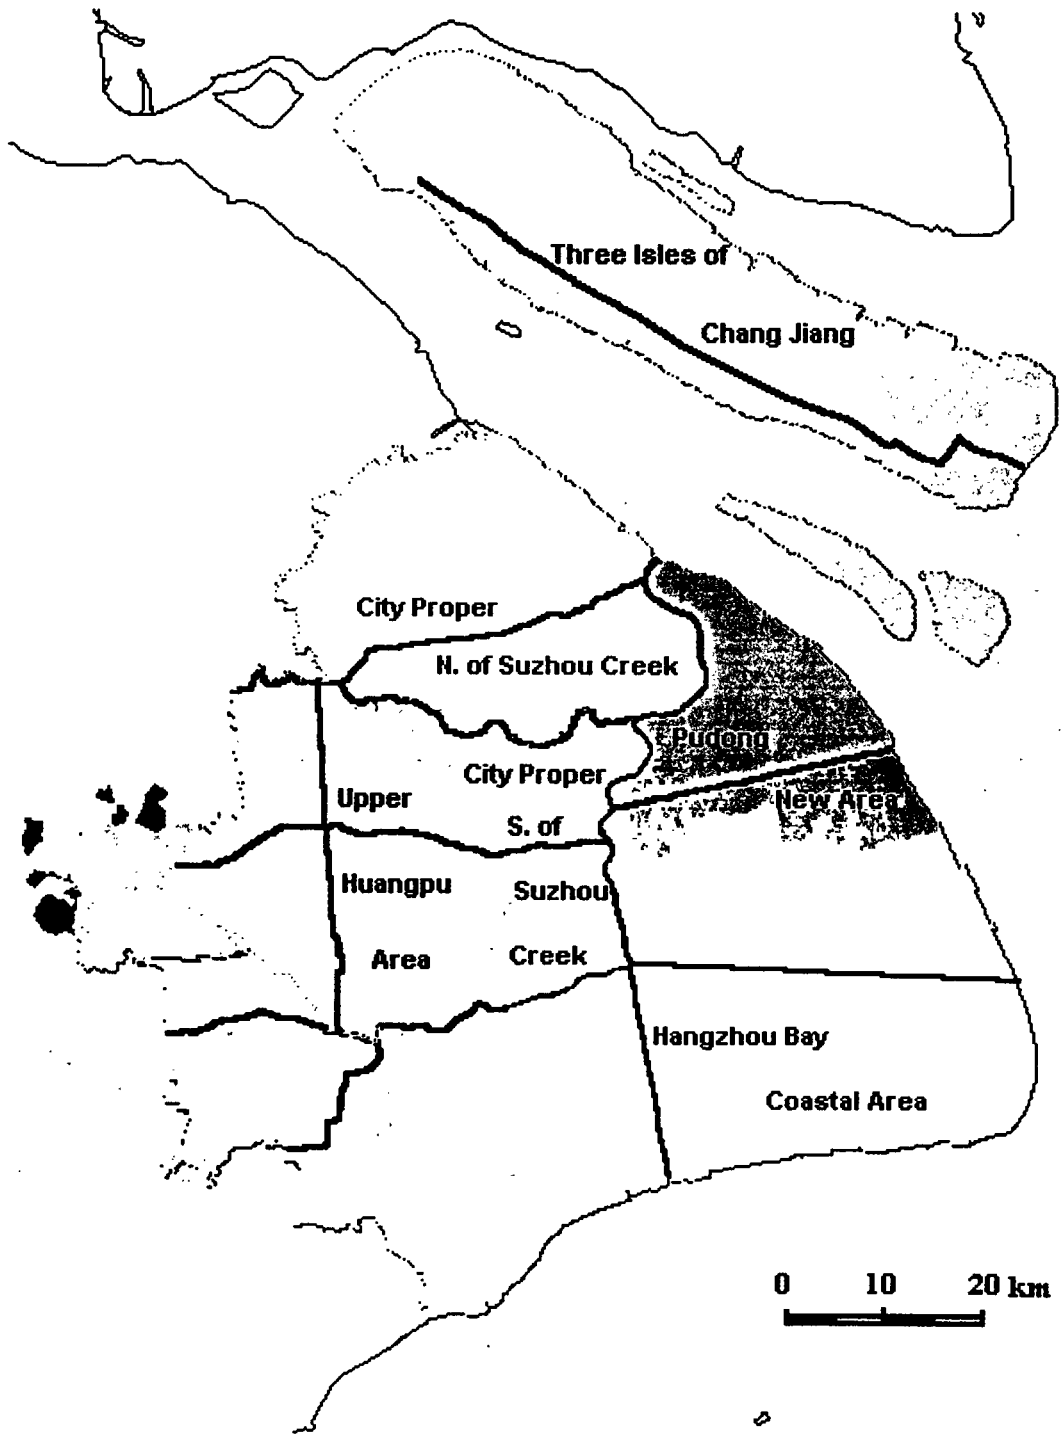 Three Isles of
Chang Jiang
City Proper
N. of Suzhou Creek
Pudong
New Area
City Proper
S. of
Suzhou
Creek
Upper
Huangpu
Area
Hangzhou Bay
Coastal Area
0 10 20 km